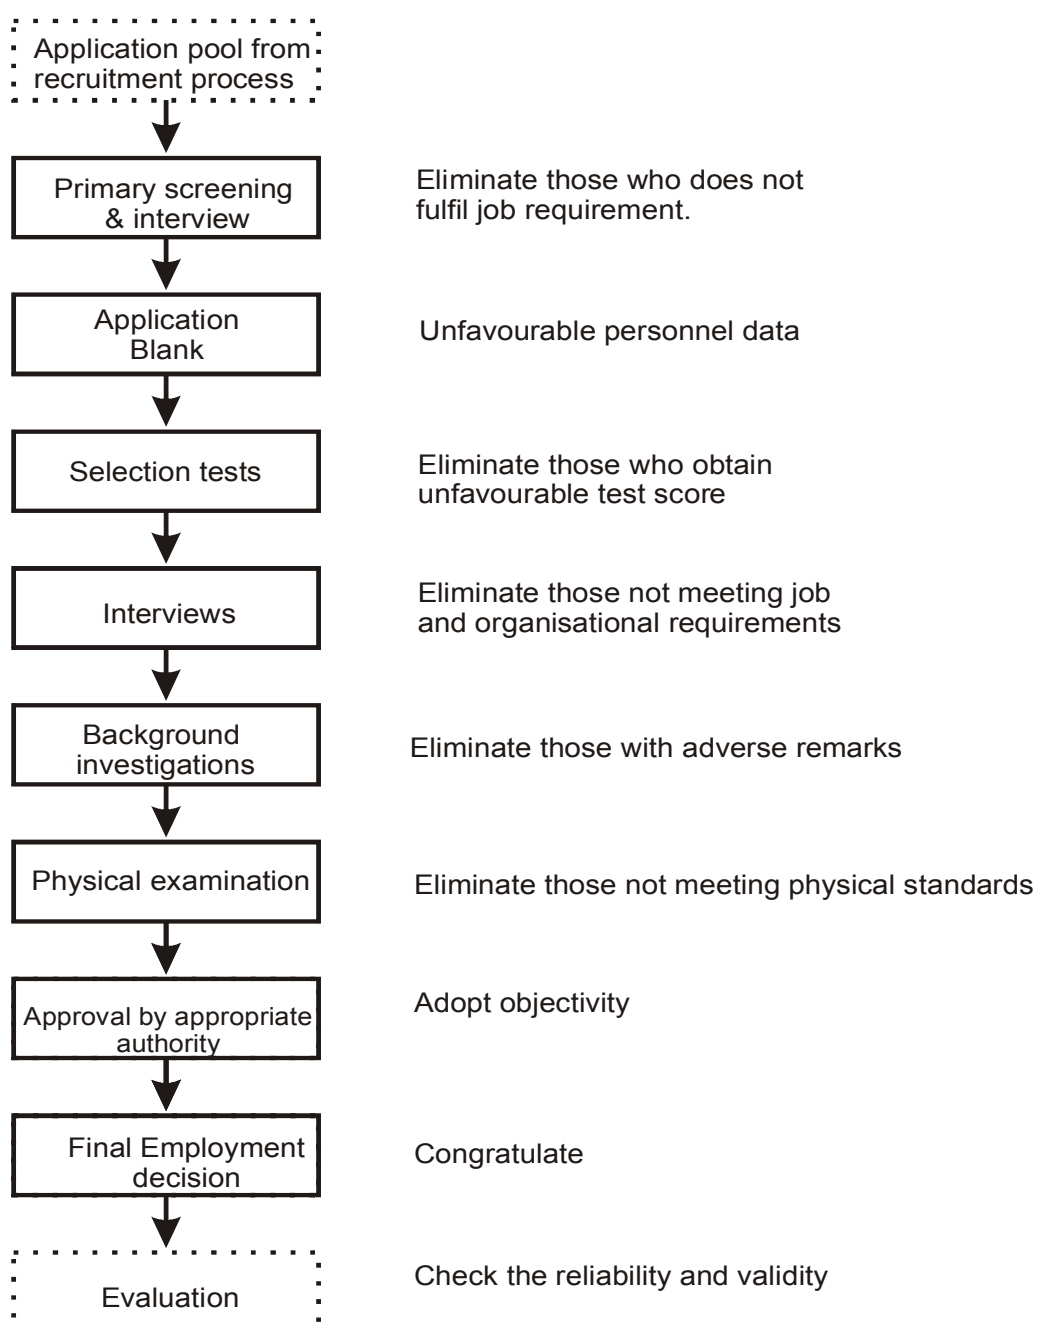 Application pool from
recruitment process
Primary screening
& interview
Eliminate those who does not
fulfil job requirement.
Application
Blank
Unfavourable personnel data
Selection tests
Eliminate those who obtain
unfavourable test score
Interviews
Eliminate those not meeting job
and organisational requirements
Background
investigations
Eliminate those with adverse remarks
Physical examination
Eliminate those not meeting physical standards
Approval by appropriate
authority
Adopt objectivity
Final Employment
decision
Congratulate
Evaluation
Check the reliability and validity